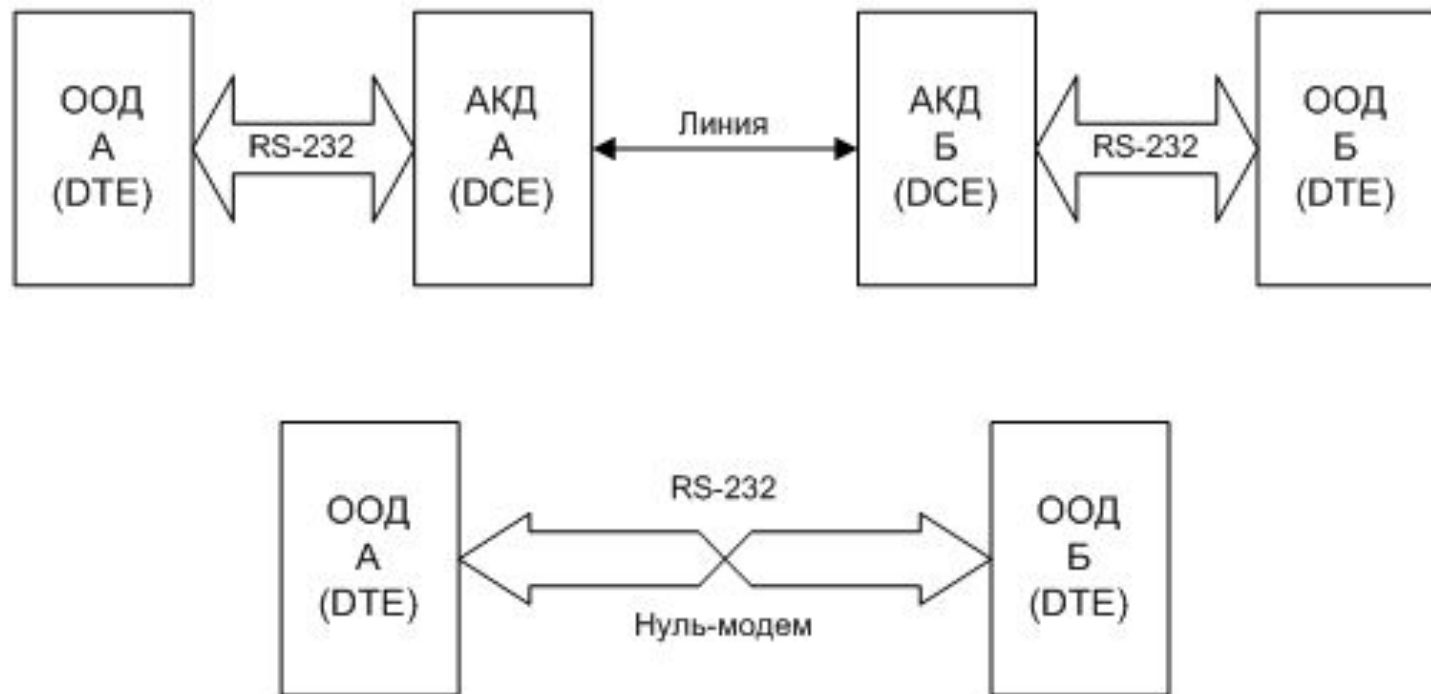 ООД
А
(DTE)
RS-232
АКД
А
(DCE)
Линия
АКД
Б
(DCE)
RS-232
ООД
Б
(DTE)
ООД
А
(DTE)
RS-232
Нуль-модем
ООД
Б
(DTE)